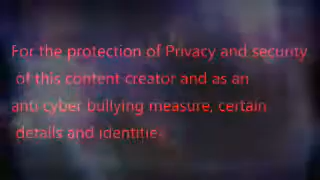 For the protection of Privacy and security
of this content creator and as an
anti cyber bullying measure, certain
details and identitie